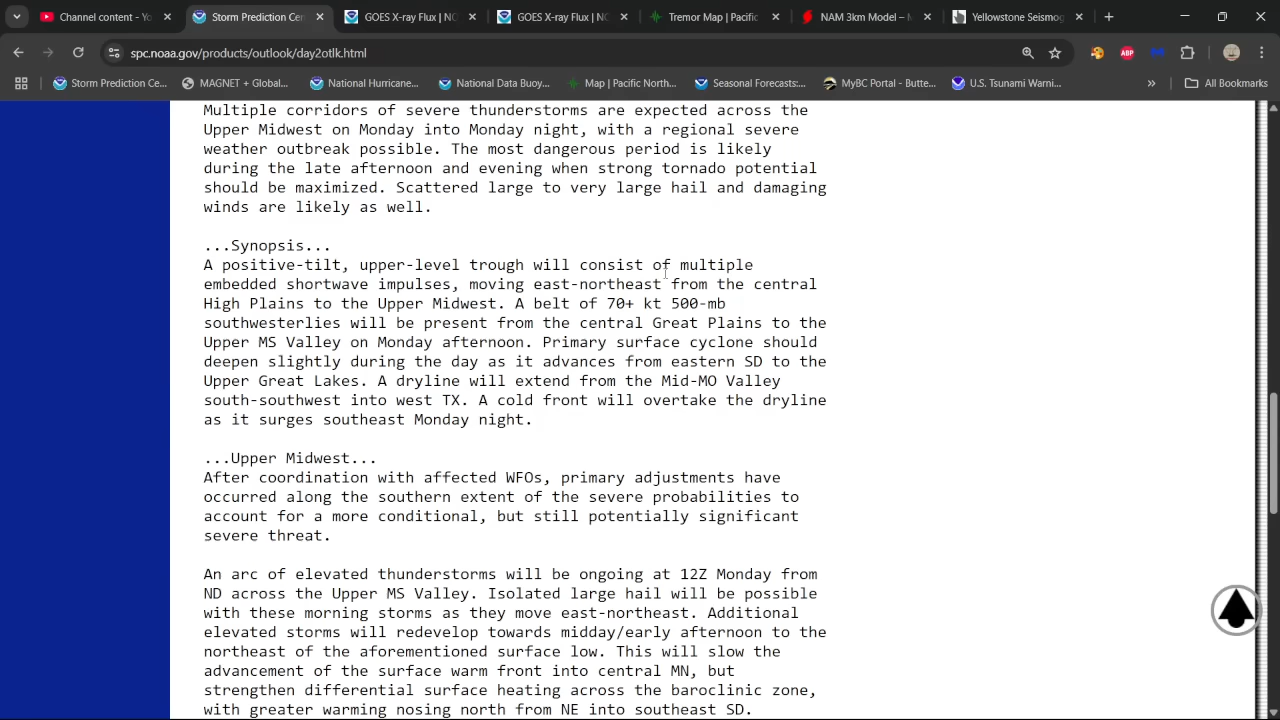 Channel content - Yo
Storm Prediction Cen
GOES X-ray Flux | NO
GOES X-ray Flux | NO
Tremor Map | Pacific
NAM 3km Model –
Yellowstone Seismog
spc.noaa.gov/products/outlook/day2otlk.html
ABP
Storm Prediction Ce...
MAGNET + Global...
National Hurricane...
National Data Buoy...
Map | Pacific North...
Seasonal Forecasts:...
MyBC Portal - Butte...
U.S. Tsunami Warni...
All Bookmarks
Multiple corridors of severe thunderstorms are expected across the
Upper Midwest on Monday into Monday night, with a regional severe
weather outbreak possible. The most dangerous period is likely
during the late afternoon and evening when strong tornado potential
should be maximized. Scattered large to very large hail and damaging
winds are likely as well.
...Synopsis...
A positive-tilt, upper-level trough will consist of multiple
embedded shortwave impulses, moving east-northeast from the central
High Plains to the Upper Midwest. A belt of 70+ kt 500-mb
southwesterlies will be present from the central Great Plains to the
Upper MS Valley on Monday afternoon. Primary surface cyclone should
deepen slightly during the day as it advances from eastern SD to the
Upper Great Lakes. A dryline will extend from the Mid-MO Valley
south-southwest into west TX. A cold front will overtake the dryline
as it surges southeast Monday night.
...Upper Midwest...
After coordination with affected WFOs, primary adjustments have
occurred along the southern extent of the severe probabilities to
account for a more conditional, but still potentially significant
severe threat.
An arc of elevated thunderstorms will be ongoing at 12Z Monday from
ND across the Upper MS Valley. Isolated large hail will be possible
with these morning storms as they move east-northeast. Additional
elevated storms will redevelop towards midday/early afternoon to the
northeast of the aforementioned surface low. This will slow the
advancement of the surface warm front into central MN, but
strengthen differential surface heating across the baroclinic zone,
with greater warming nosing north from NE into southeast SD.